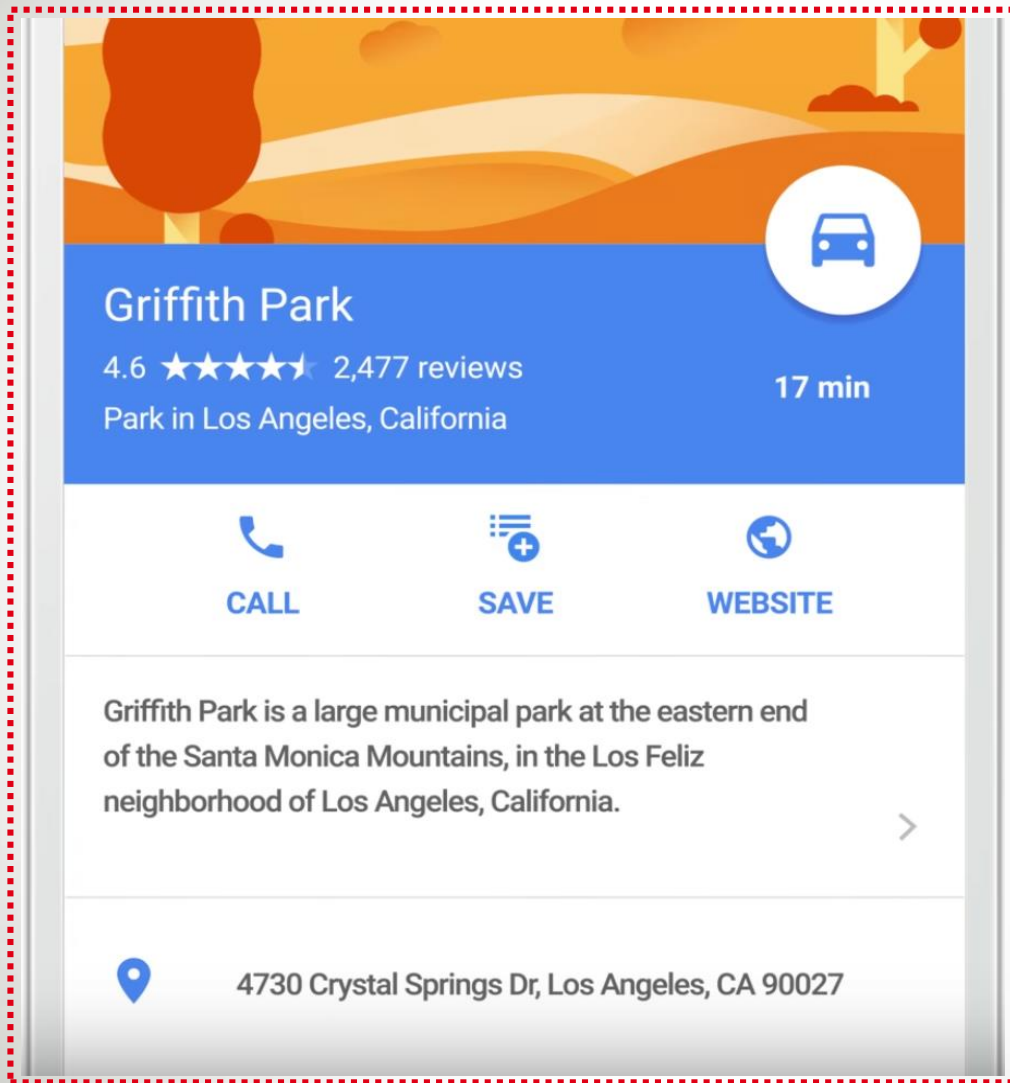 Griffith Park
4.6 2,477 reviews
17 min
Park in Los Angeles, California
CALL SAVE WEBSITE
Griffith Park is a large municipal park at the eastern end
of the Santa Monica Mountains, in the Los Feliz
neighborhood of Los Angeles, California.
4730 Crystal Springs Dr, Los Angeles, CA 90027